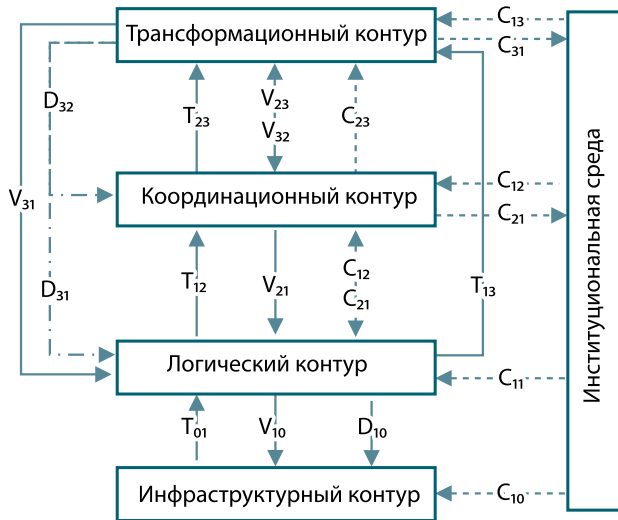 C₁₃
Трансформационный контур
C₃₁
D₃₂
T₂₃
V₂₃
V₃₂
C₂₃
V₃₁
Координационный контур
C₁₂
C₂₁
Институциональная среда
D₃₁
T₁₂
V₂₁
C₁₂
C₂₁
T₁₃
Логический контур
C₁₁
T₀₁
V₁₀
D₁₀
Инфраструктурный контур
C₁₀